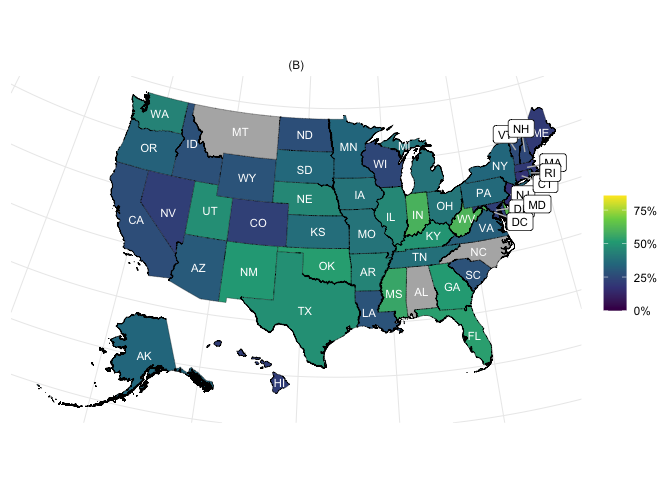 (B)
WA
MT
ND
MN
OR
ID
WY
SD
WI
MI
VT
NH
ME
NY
MA
RI
CT
NJ
MD
DC
PA
NE
IA
IL
IN
OH
WV
VA
CA
NV
UT
CO
KS
MO
KY
NC
TN
SC
AZ
NM
OK
AR
MS
AL
GA
TX
LA
FL
AK
HI
75%
50%
25%
0%